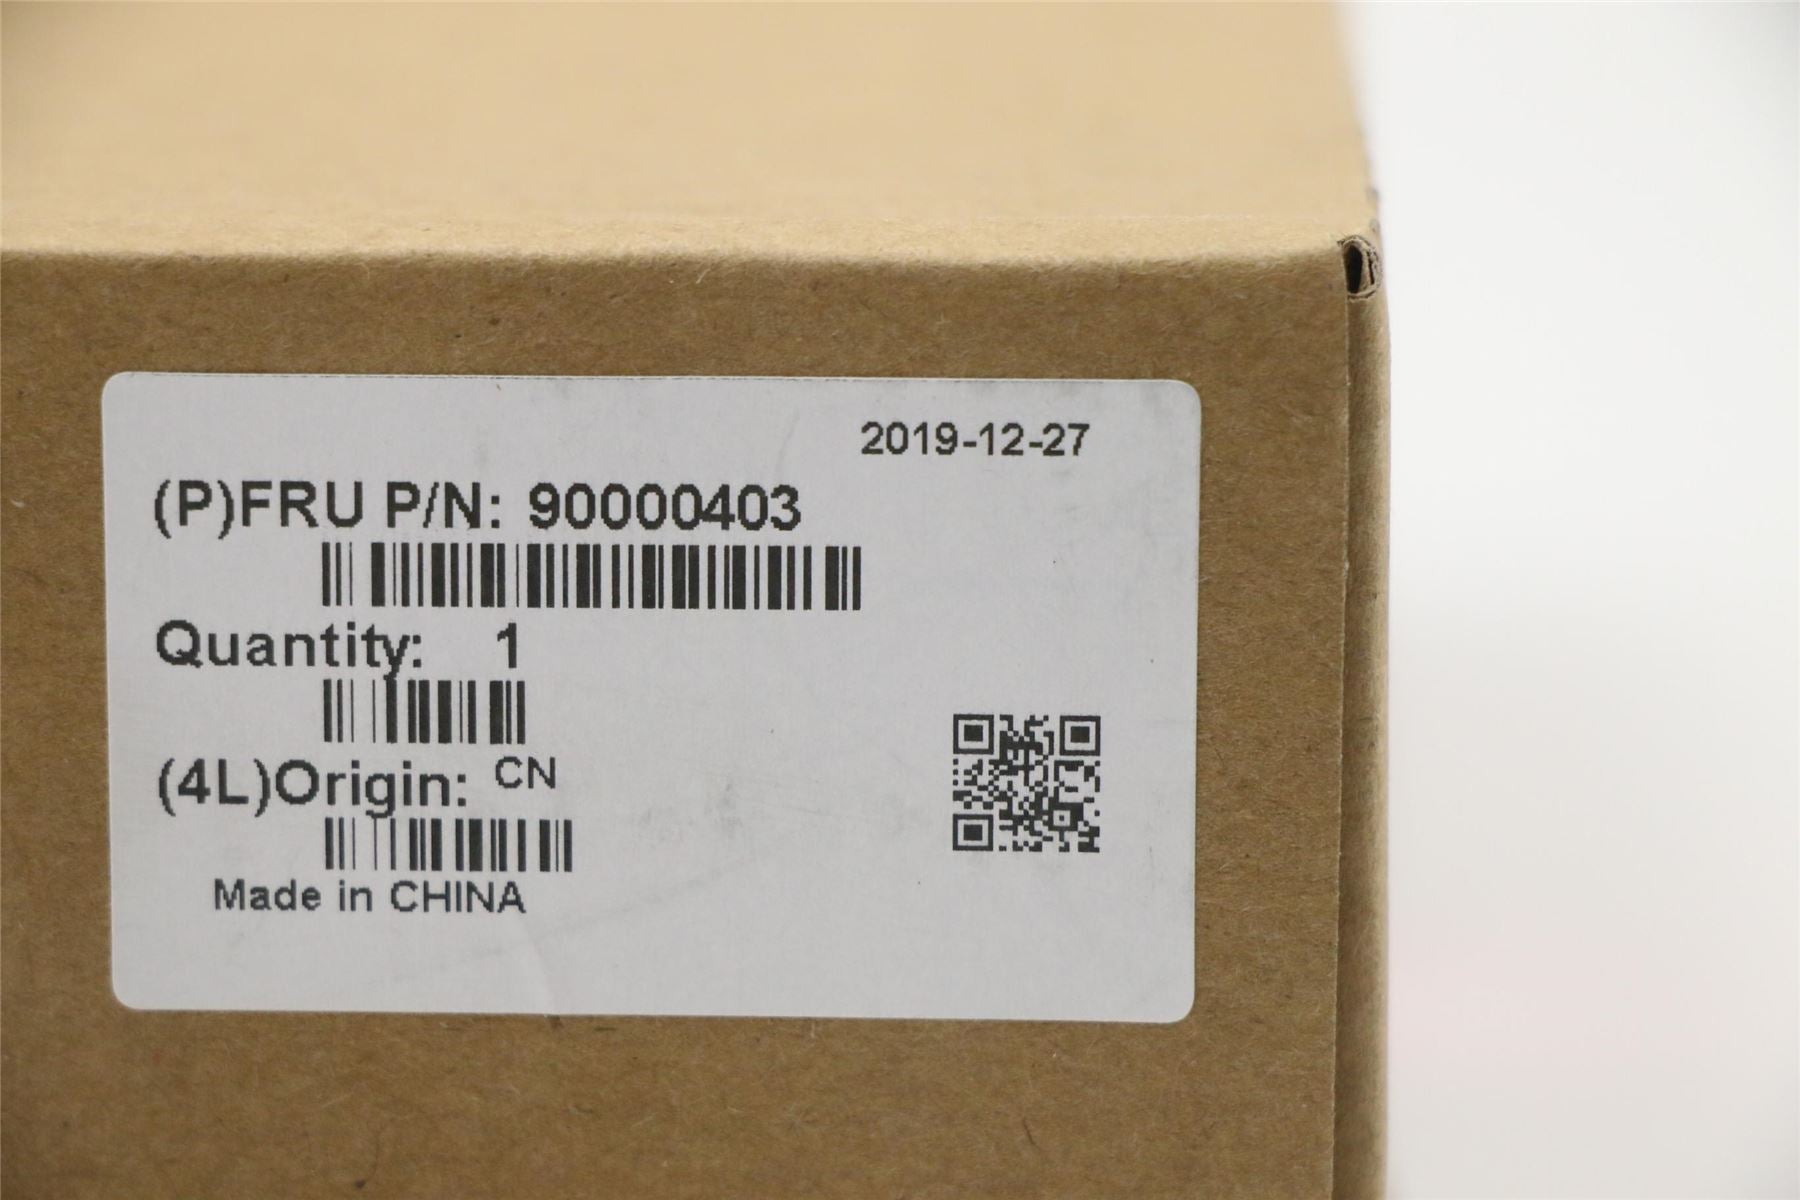 2019-12-27
(P)FRU P/N: 90000403
Quantity: 1
(4L)Origin: CN
Made in CHINA